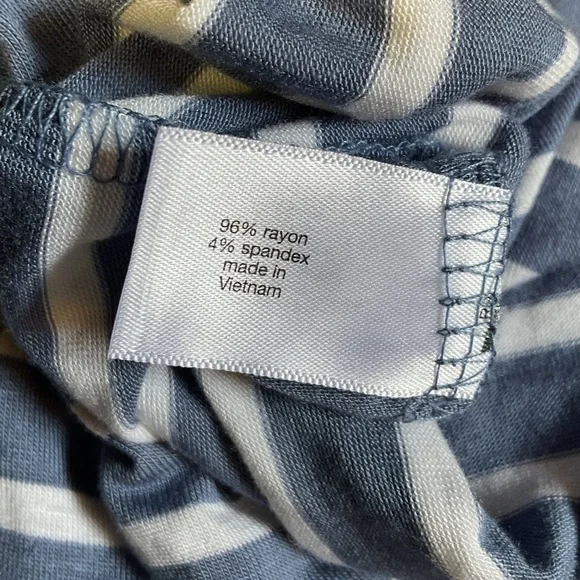 96% rayon
4% spandex
made in
Vietnam